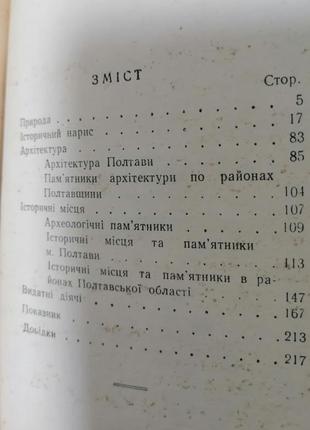 ЗМІСТ
Стор.
Природа 5
Історичний нарис 17
Архітектура 83
Архітектура Полтави 85
Пам'ятники архітектури по районах
Полтавщини 104
Історичні місця 107
Археологічні пам'ятники 109
Історичні місця та пам'ятники
м. Полтави 113
Історичні місця та пам'ятники в ра-
йонах Полтавської області 147
Видатні діячі 167
Показник 213
Довідки 217